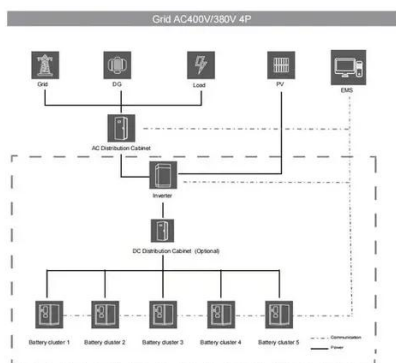 Grid AC400V/380V 4P
Grid
DG
Load
PV
EMS
AC Distribution Cabinet
Inverter
DC Distribution Cabinet (Optional)
Battery cluster 1
Battery cluster 2
Battery cluster 3
Battery cluster 4
Battery cluster 5
Communication
Power